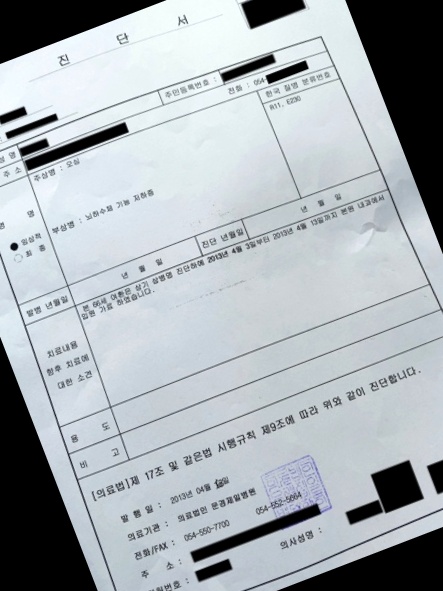 진 단 서
주민등록번호 :
성 명
전화 : 054-
주 소
한국 질병 분류번호
주상명 : 오심
R11, E230
병 명
부상병 : 뇌하수체 기능 저하증
임상적
최 종
발병 년월일
년 월 일
진단 년월일
년 월 일
본 66세 여환은 상기 상병명 진단하에 2013년 4월 3일부터 2013년 4월 13일까지 본원 내과에서
입원 가료 하였습니다.
치료내용
향후 치료에
대한 소견
용 도
비 고
[의료법]제 17조 및 같은법 시행규칙 제9조에 따라 위와 같이 진단합니다.
발 행 일 : 2013년 04월
의료기관 : 의료법인 문경제일병원
전화/FAX : 054-550-7700 054-552-5664
주 소 :
번호 :
의사성명 :